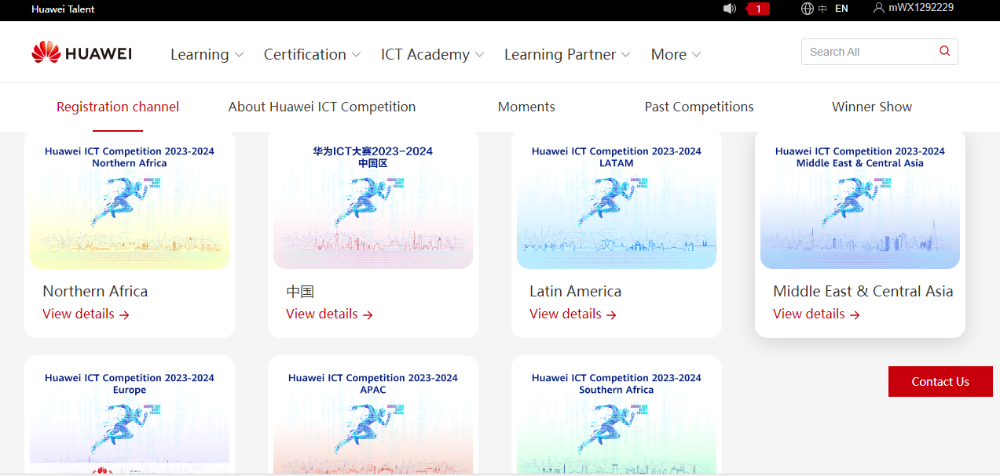 Huawei Talent
1
中 EN
mWX1292229
HUAWEI
Learning
Certification
ICT Academy
Learning Partner
More
Search All
Registration channel
About Huawei ICT Competition
Moments
Past Competitions
Winner Show
Huawei ICT Competition 2023-2024
Northern Africa
Northern Africa
View details →
华为ICT大赛2023-2024
中国区
中国
View details →
Huawei ICT Competition 2023-2024
LATAM
Latin America
View details →
Huawei ICT Competition 2023-2024
Middle East & Central Asia
Middle East & Central Asia
View details →
Huawei ICT Competition 2023-2024
Europe
Huawei ICT Competition 2023-2024
APAC
Huawei ICT Competition 2023-2024
Southern Africa
Contact Us